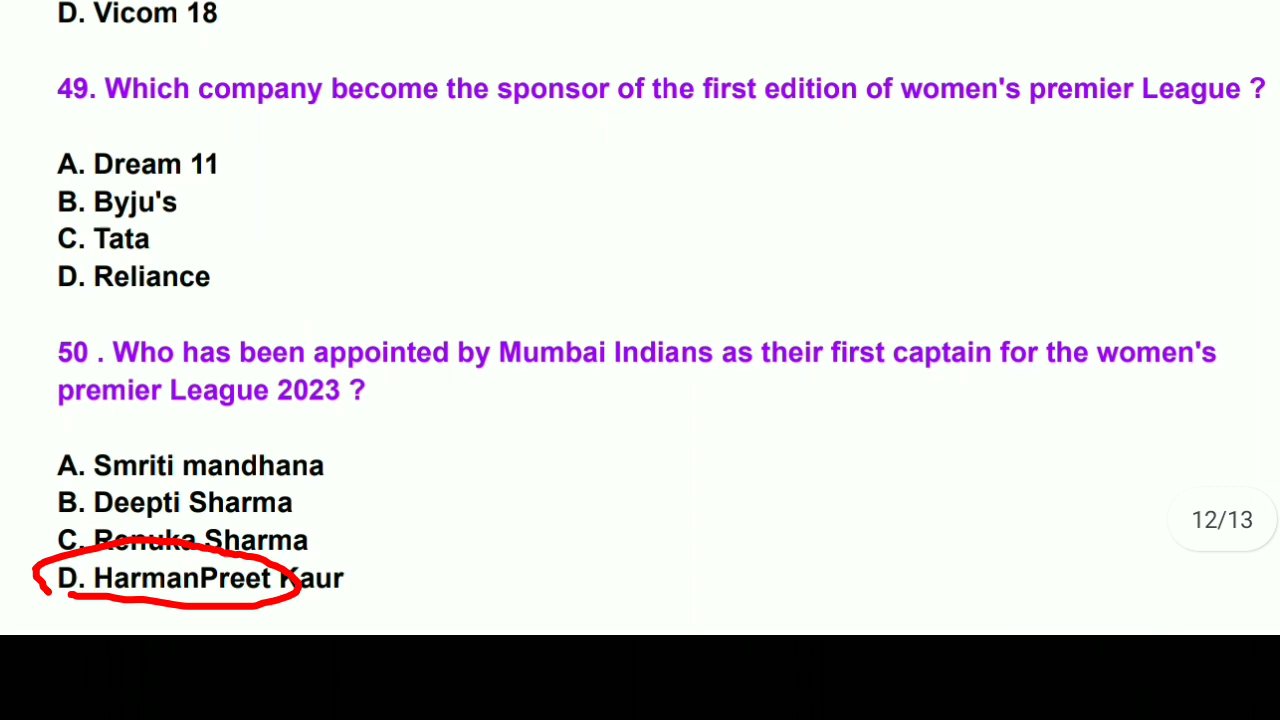 D. Vicom 18
49. Which company become the sponsor of the first edition of women's premier League ?
A. Dream 11
B. Byju's
C. Tata
D. Reliance
50 . Who has been appointed by Mumbai Indians as their first captain for the women's
premier League 2023 ?
A. Smriti mandhana
B. Deepti Sharma
C. Renuka Sharma
D. HarmanPreet Kaur
12/13